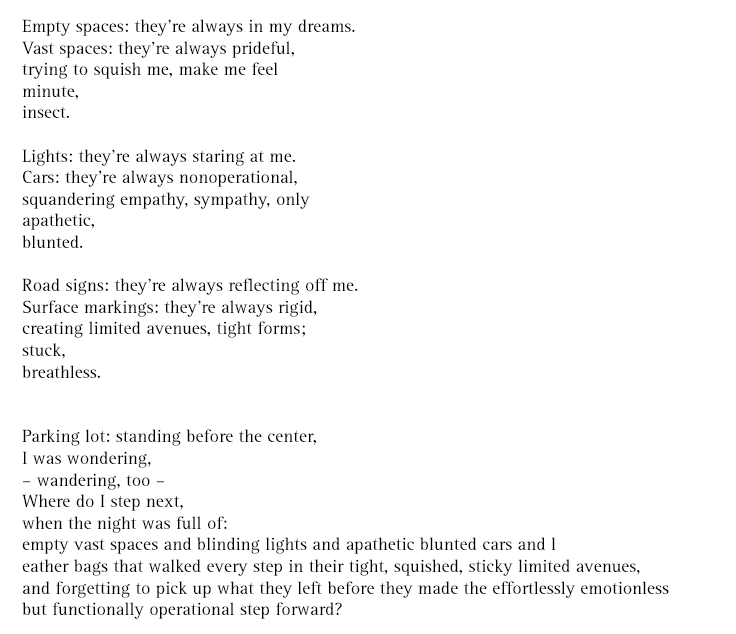 Empty spaces: they’re always in my dreams.
Vast spaces: they’re always prideful,
trying to squish me, make me feel
minute,
insect.
Lights: they’re always staring at me.
Cars: they’re always nonoperational,
squandering empathy, sympathy, only
apathetic,
blunted.
Road signs: they’re always reflecting off me.
Surface markings: they’re always rigid,
creating limited avenues, tight forms;
stuck,
breathless.
Parking lot: standing before the center,
I was wondering,
– wandering, too –
Where do I step next,
when the night was full of:
empty vast spaces and blinding lights and apathetic blunted cars and l
eather bags that walked every step in their tight, squished, sticky limited avenues,
and forgetting to pick up what they left before they made the effortlessly emotionless
but functionally operational step forward?